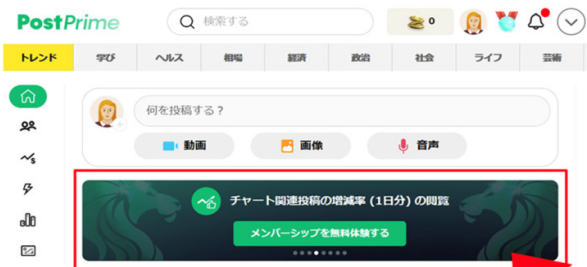 PostPrime 検索する 0
トレンド 学び ヘルス 相場 経済 政治 社会 ライフ 芸術
何を投稿する？
動画 画像 音声
チャート関連投稿の増減率 (1日分) の閲覧
メンバーシップを無料体験する